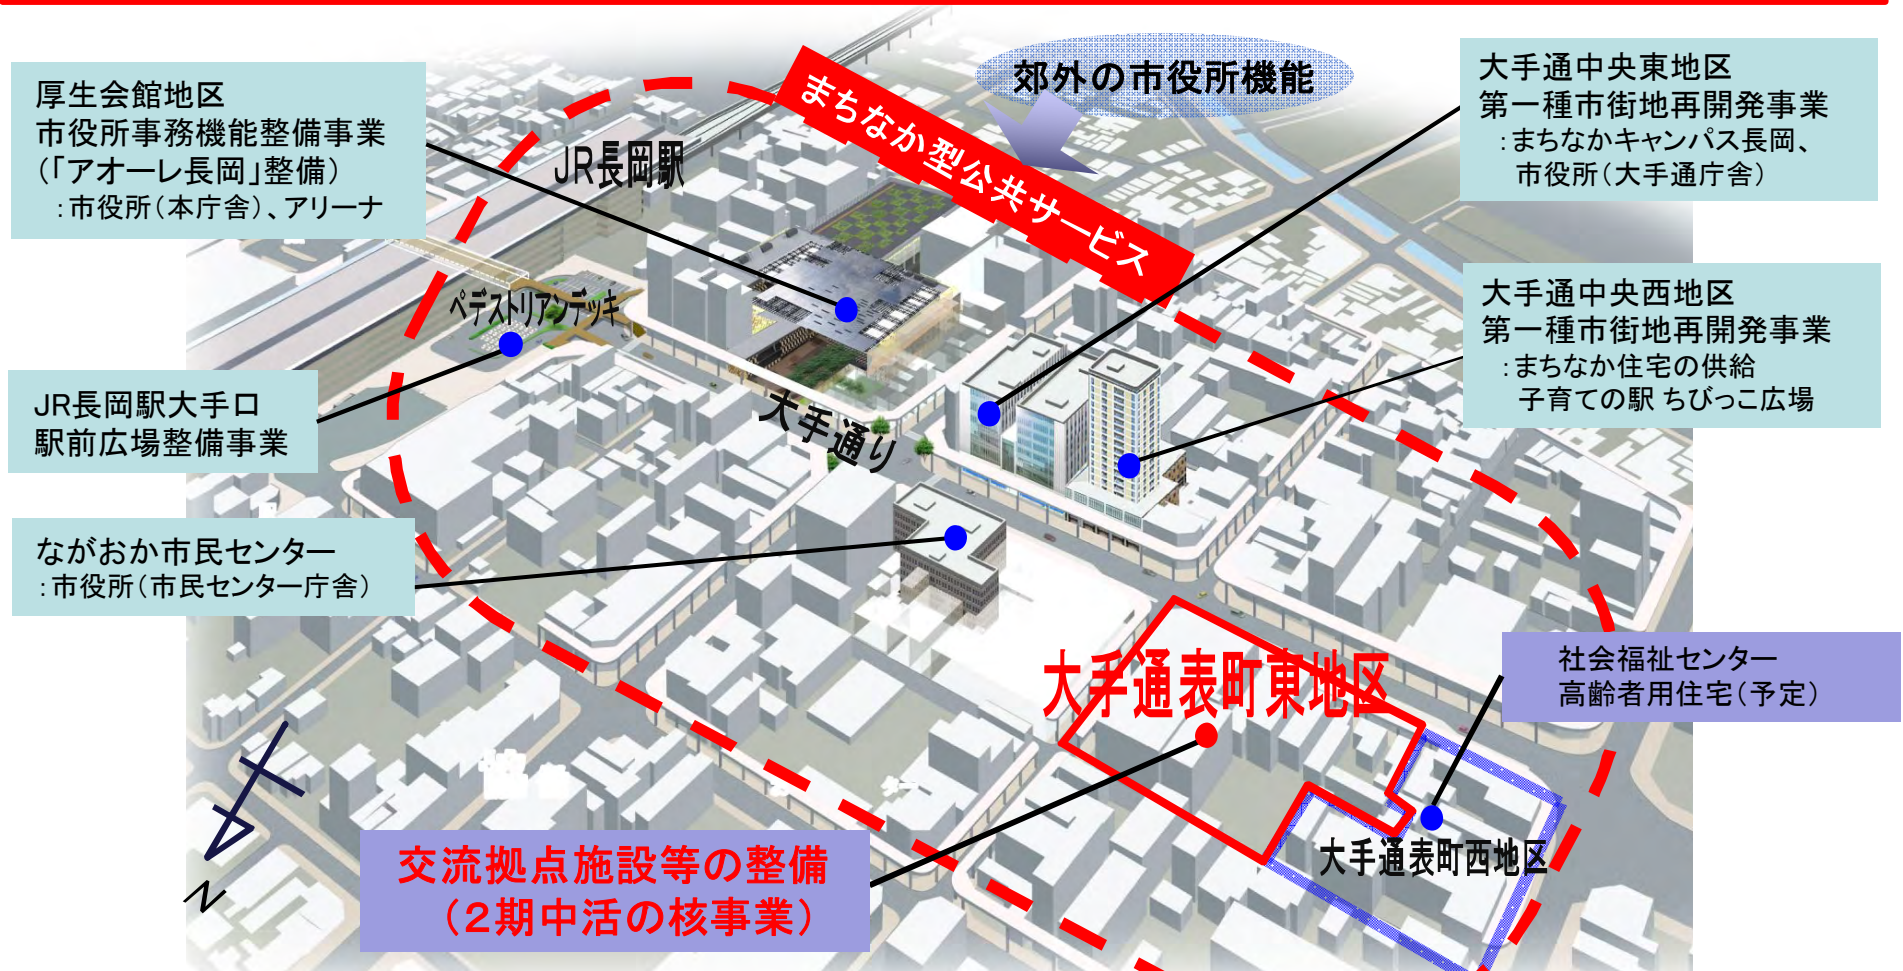 郊外の市役所機能
まちなか型公共サービス
厚生会館地区
市役所事務機能整備事業
(「アオーレ長岡」整備)
：市役所(本庁舎)、アリーナ
JR長岡駅
大手通中央東地区
第一種市街地再開発事業
：まちなかキャンパス長岡、
市役所(大手通庁舎)
ペデストリアンデッキ
大手通中央西地区
第一種市街地再開発事業
：まちなか住宅の供給
子育ての駅 ちびっこ広場
JR長岡駅大手口
駅前広場整備事業
大手通り
ながおか市民センター
：市役所(市民センター庁舎)
大手通表町東地区
社会福祉センター
高齢者用住宅(予定)
大手通表町西地区
交流拠点施設等の整備
(2期中活の核事業)
N